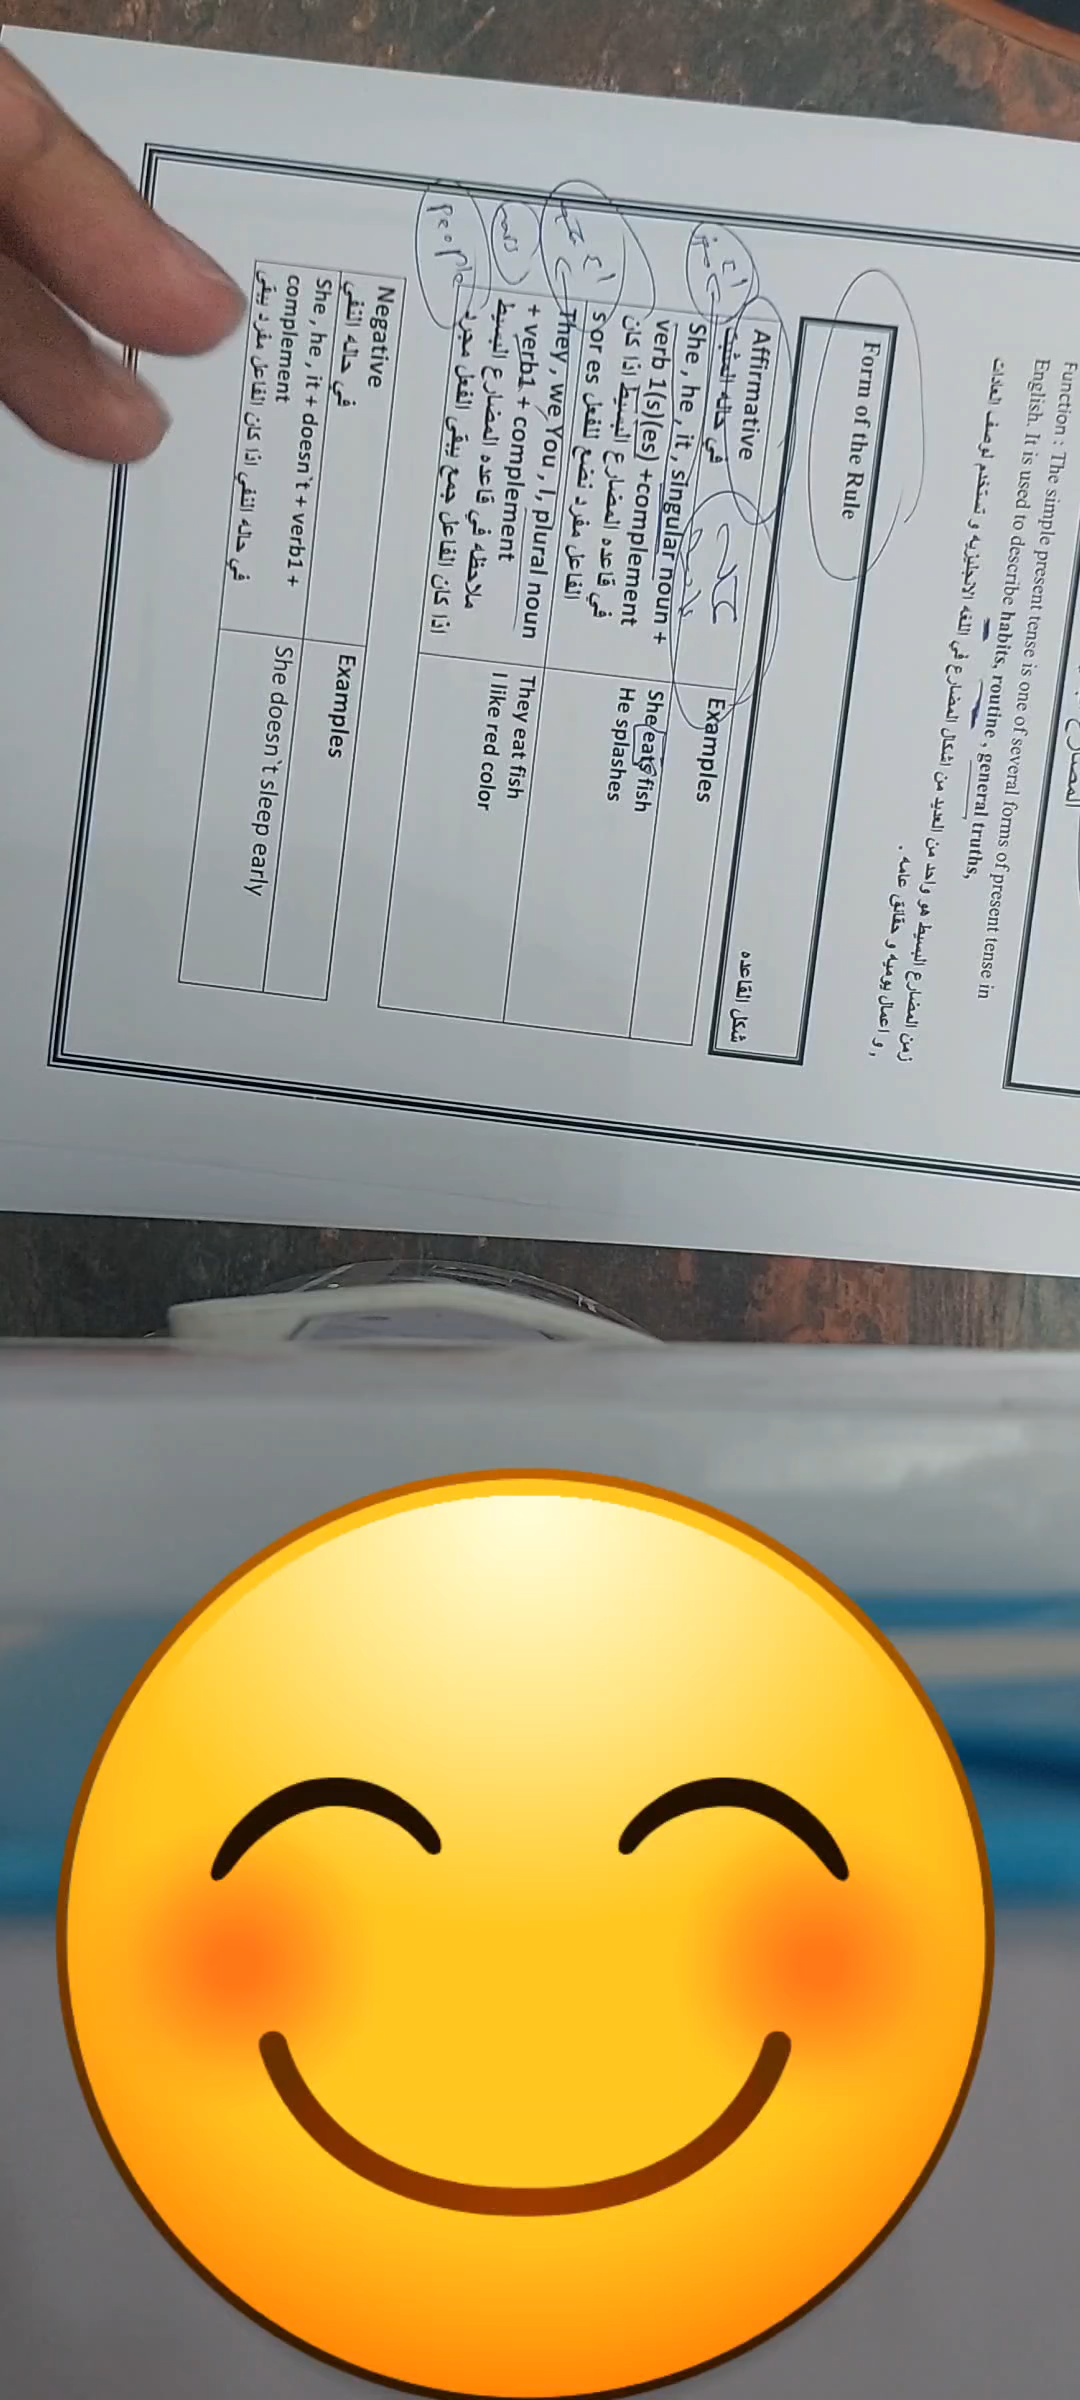 Function : The simple present tense is one of several forms of present tense in
English. It is used to describe habits, routine , general truths,
زمن المضارع البسيط هو واحد من العديد من اشكال المضارع في اللغه الانجليزيه و تستخدم لوصف العادات
, و اعمال يوميه و حقائق عامه .
Form of the Rule
شكل القاعده
Affirmative
في حاله المثبت
Examples
She , he , it , singular noun +
verb 1(s)(es) +complement
في قاعده المضارع البسيط اذا كان
الفاعل مفرد نضع للفعل s or es
She eats fish
He splashes
They , we You , I, plural noun
+ verb1 + complement
ملاحظه في قاعده المضارع البسيط
اذا كان الفاعل جمع يبقى الفعل مجرد
They eat fish
I like red color
people
Negative
في حاله النفي
Examples
She , he , it + doesn`t + verb1 +
complement
في حاله النفي اذا كان الفاعل مفرد يبقى
She doesn`t sleep early